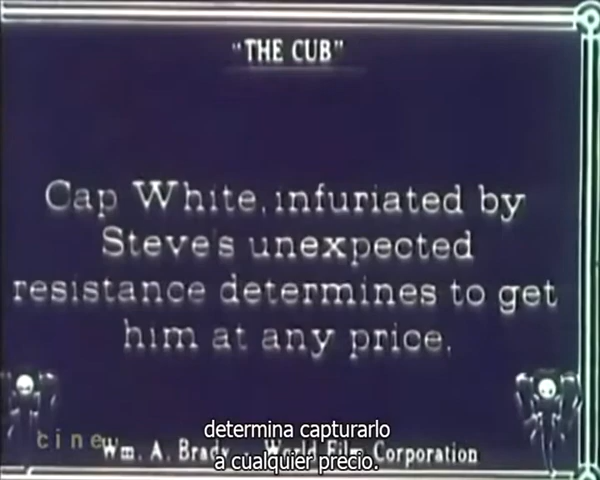 "THE CUB"
Cap White, infuriated by
Steve's unexpected
resistance determines to get
him at any price.
determina capturarlo
a cualquier precio.
cine
Wm. A. Brady World Film Corporation